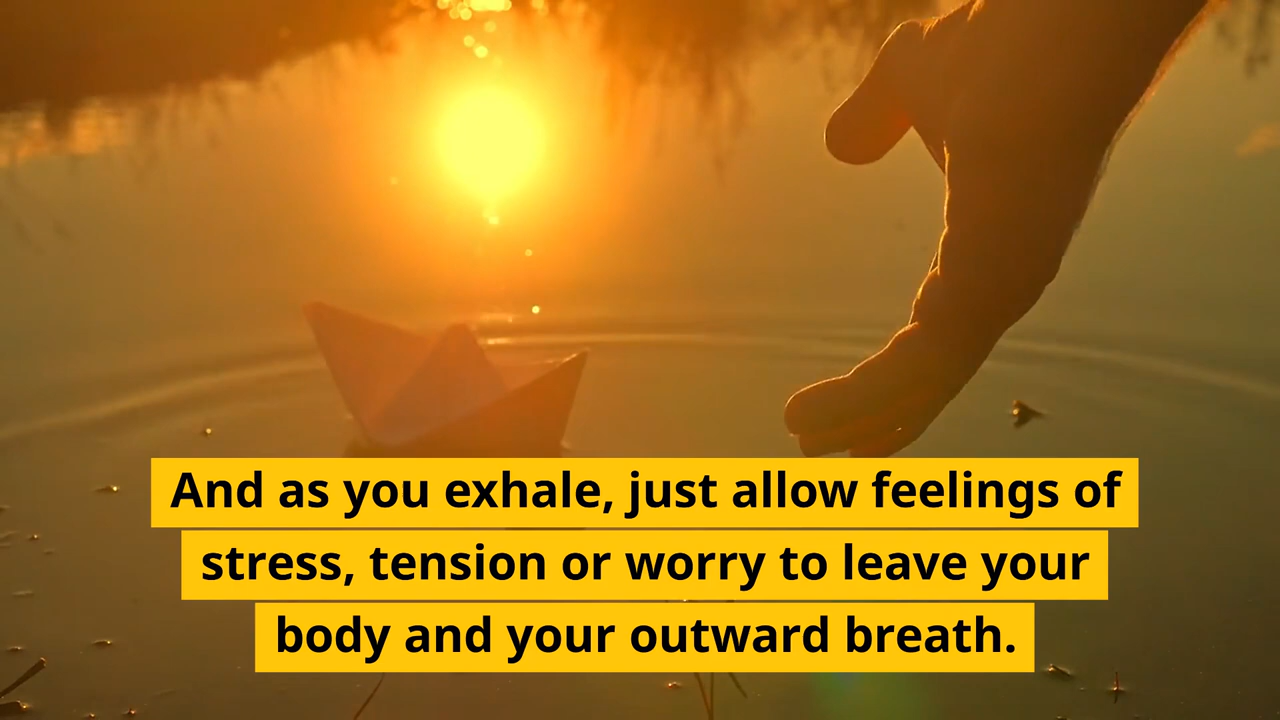 And as you exhale, just allow feelings of
stress, tension or worry to leave your
body and your outward breath.